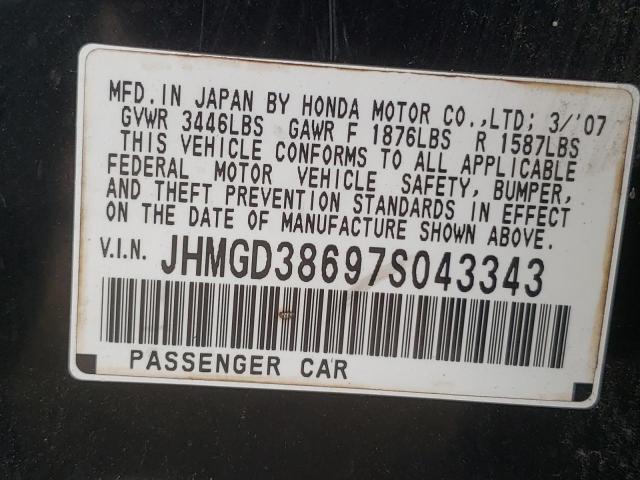 MFD. IN JAPAN BY HONDA MOTOR CO.,LTD; 3/'07
GVWR 3446LBS GAWR F 1876LBS R 1587LBS
THIS VEHICLE CONFORMS TO ALL APPLICABLE
FEDERAL MOTOR VEHICLE SAFETY, BUMPER,
AND THEFT PREVENTION STANDARDS IN EFFECT
ON THE DATE OF MANUFACTURE SHOWN ABOVE.
V.I.N. JHMGD38697S043343
PASSENGER CAR